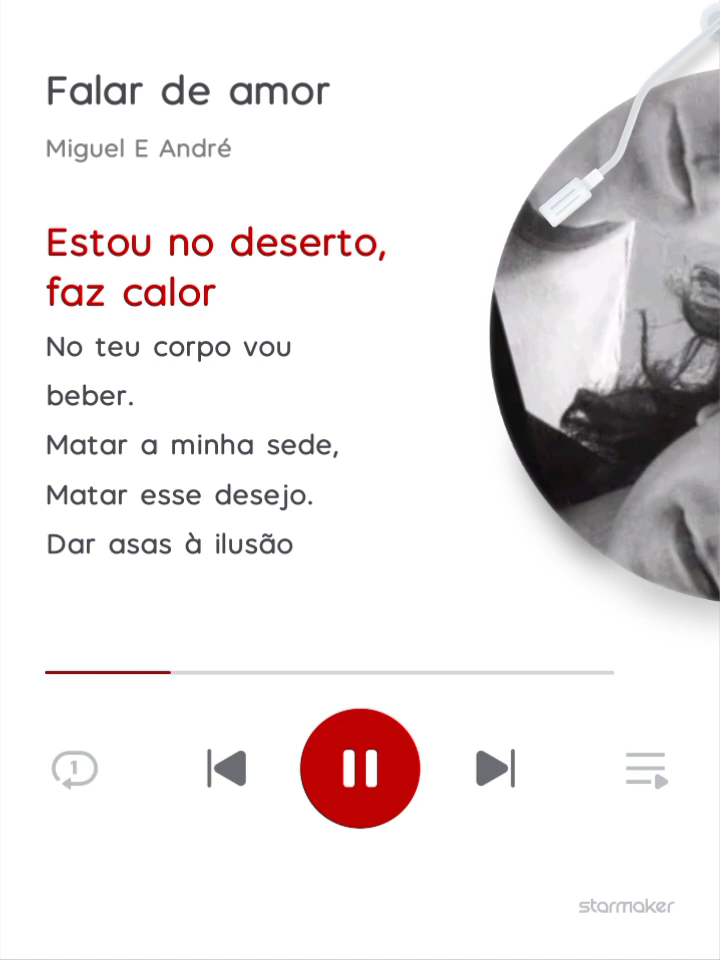 Falar de amor
Miguel E André
Estou no deserto,
faz calor
No teu corpo vou
beber.
Matar a minha sede,
Matar esse desejo.
Dar asas à ilusão
1
starmaker